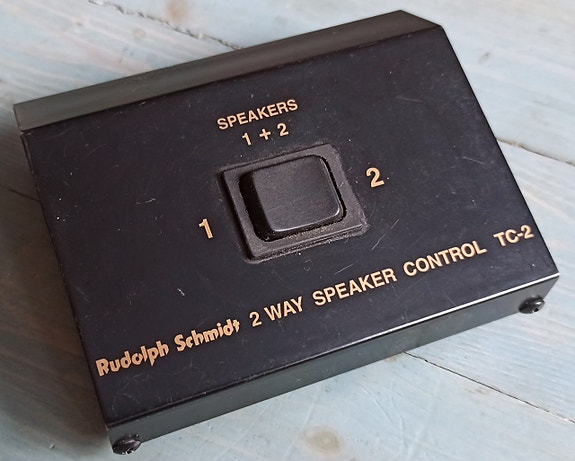 SPEAKERS
1 + 2
1
2
Rudolph Schmidt 2 WAY SPEAKER CONTROL TC-2